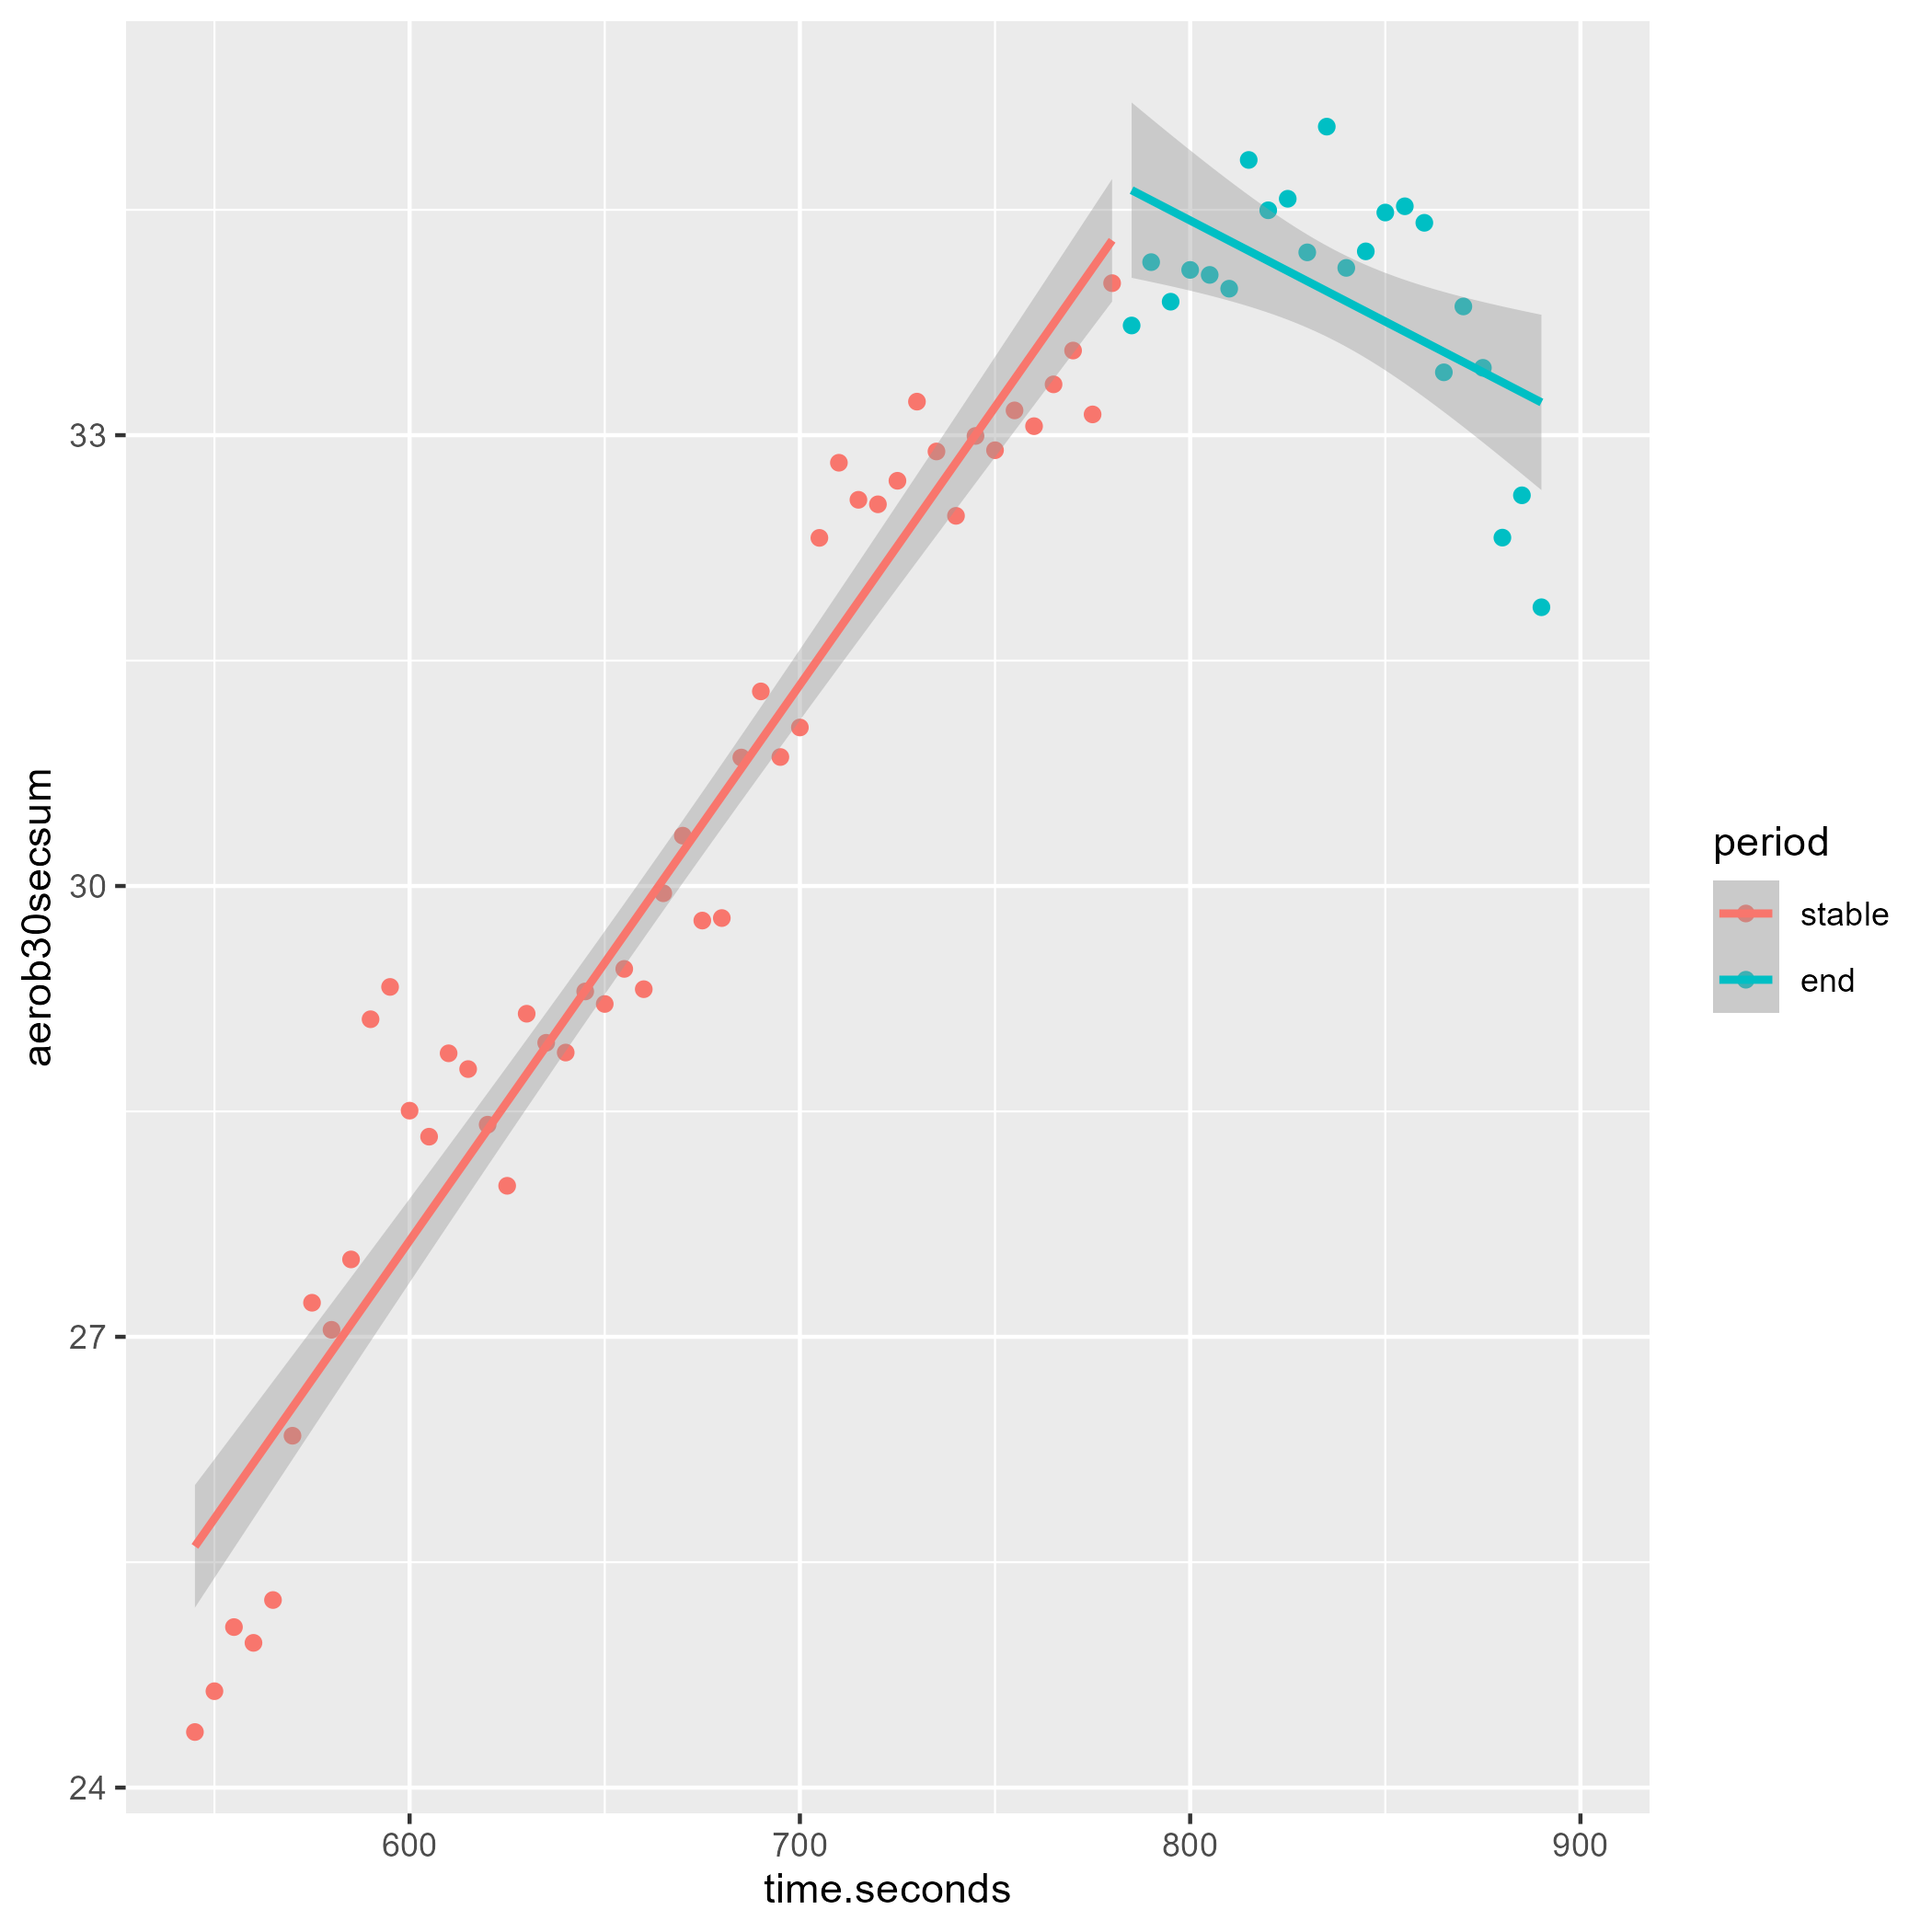 aerob30secsum
33
30
27
24
600
700
800
900
time.seconds
period
stable
end